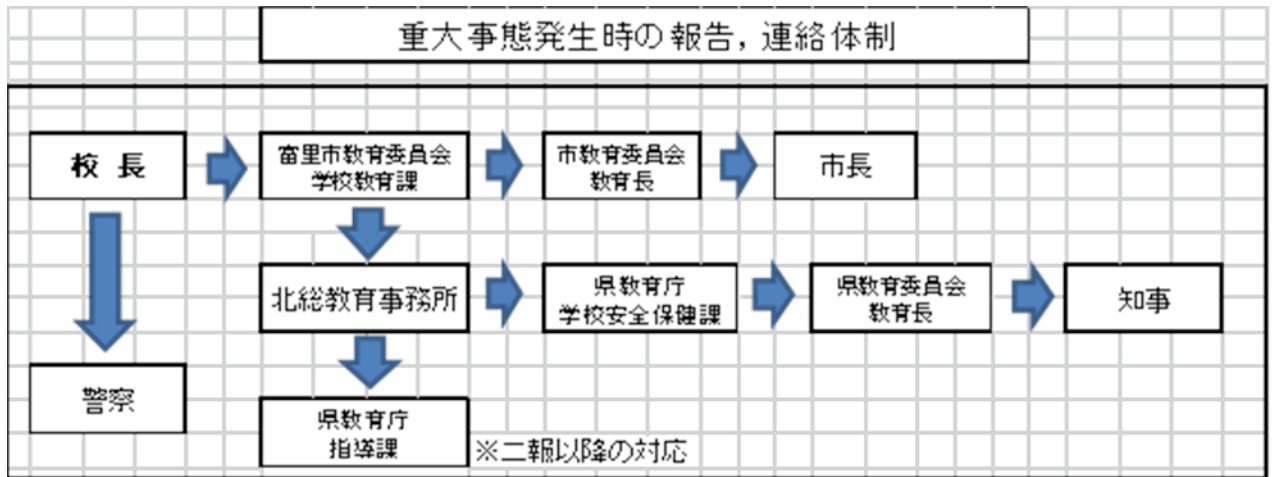 重大事態発生時の報告，連絡体制
校 長
富里市教育委員会
学校教育課
市教育委員会
教育長
市長
北総教育事務所
県教育庁
学校安全保健課
県教育委員会
教育長
知事
警察
県教育庁
指導課
※二報以降の対応